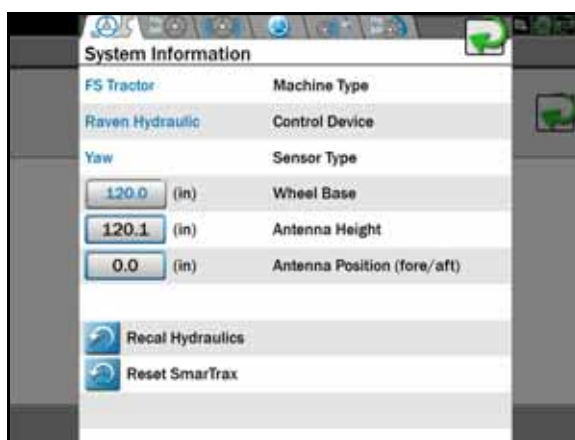 System Information
FS Tractor Machine Type
Raven Hydraulic Control Device
Yaw Sensor Type
120.0 (in) Wheel Base
120.1 (in) Antenna Height
0.0 (in) Antenna Position (fore/aft)
Recal Hydraulics
Reset SmarTrax